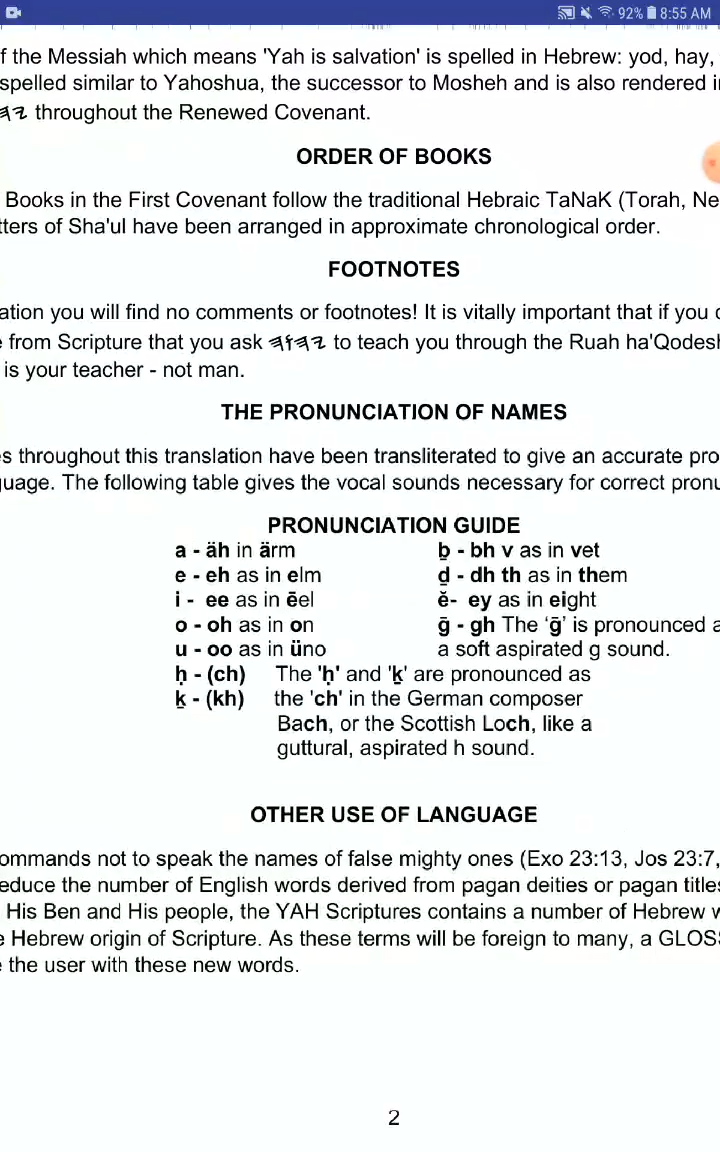 92% 8:55 AM
f the Messiah which means 'Yah is salvation' is spelled in Hebrew: yod, hay,
spelled similar to Yahoshua, the successor to Mosheh and is also rendered i
throughout the Renewed Covenant.
ORDER OF BOOKS
Books in the First Covenant follow the traditional Hebraic TaNaK (Torah, Ne
tters of Sha'ul have been arranged in approximate chronological order.
FOOTNOTES
ation you will find no comments or footnotes! It is vitally important that if you
e from Scripture that you ask 𐤉𐤄𐤅𐤄 to teach you through the Ruah ha'Qodesh
is your teacher - not man.
THE PRONUNCIATION OF NAMES
es throughout this translation have been transliterated to give an accurate pro
guage. The following table gives the vocal sounds necessary for correct pronu
PRONUNCIATION GUIDE
a - äh in ärm ḇ - bh v as in vet
e - eh as in elm ḏ - dh th as in them
i - ee as in ēel ĕ- ey as in eight
o - oh as in on ḡ - gh The ‘ḡ’ is pronounced a
u - oo as in üno a soft aspirated g sound.
ḥ - (ch) The 'ḥ' and 'ḵ' are pronounced as
ḵ - (kh) the 'ch' in the German composer
Bach, or the Scottish Loch, like a
guttural, aspirated h sound.
OTHER USE OF LANGUAGE
ommands not to speak the names of false mighty ones (Exo 23:13, Jos 23:7,
educe the number of English words derived from pagan deities or pagan titles
His Ben and His people, the YAH Scriptures contains a number of Hebrew w
e Hebrew origin of Scripture. As these terms will be foreign to many, a GLOSS
e the user with these new words.
2